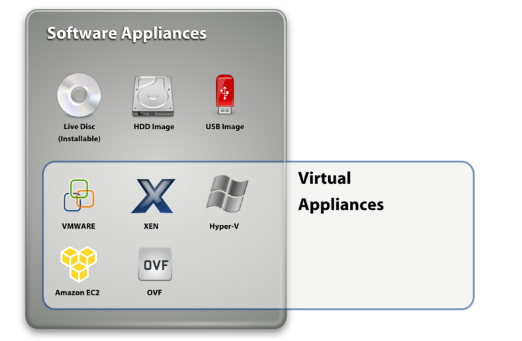 Software Appliances
Live Disc
(Installable)
HDD Image
USB Image
Virtual
Appliances
VMWARE
XEN
Hyper-V
Amazon EC2
OVF
OVF